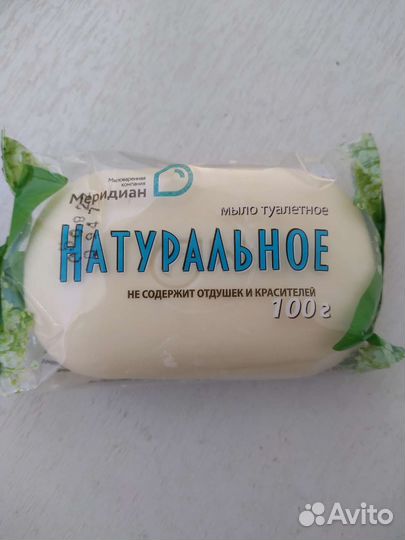 Мыловаренная
компания
Меридиан
мыло туалетное
НАТУРАЛЬНОЕ
НЕ СОДЕРЖИТ ОТДУШЕК И КРАСИТЕЛЕЙ
100 г
Avito